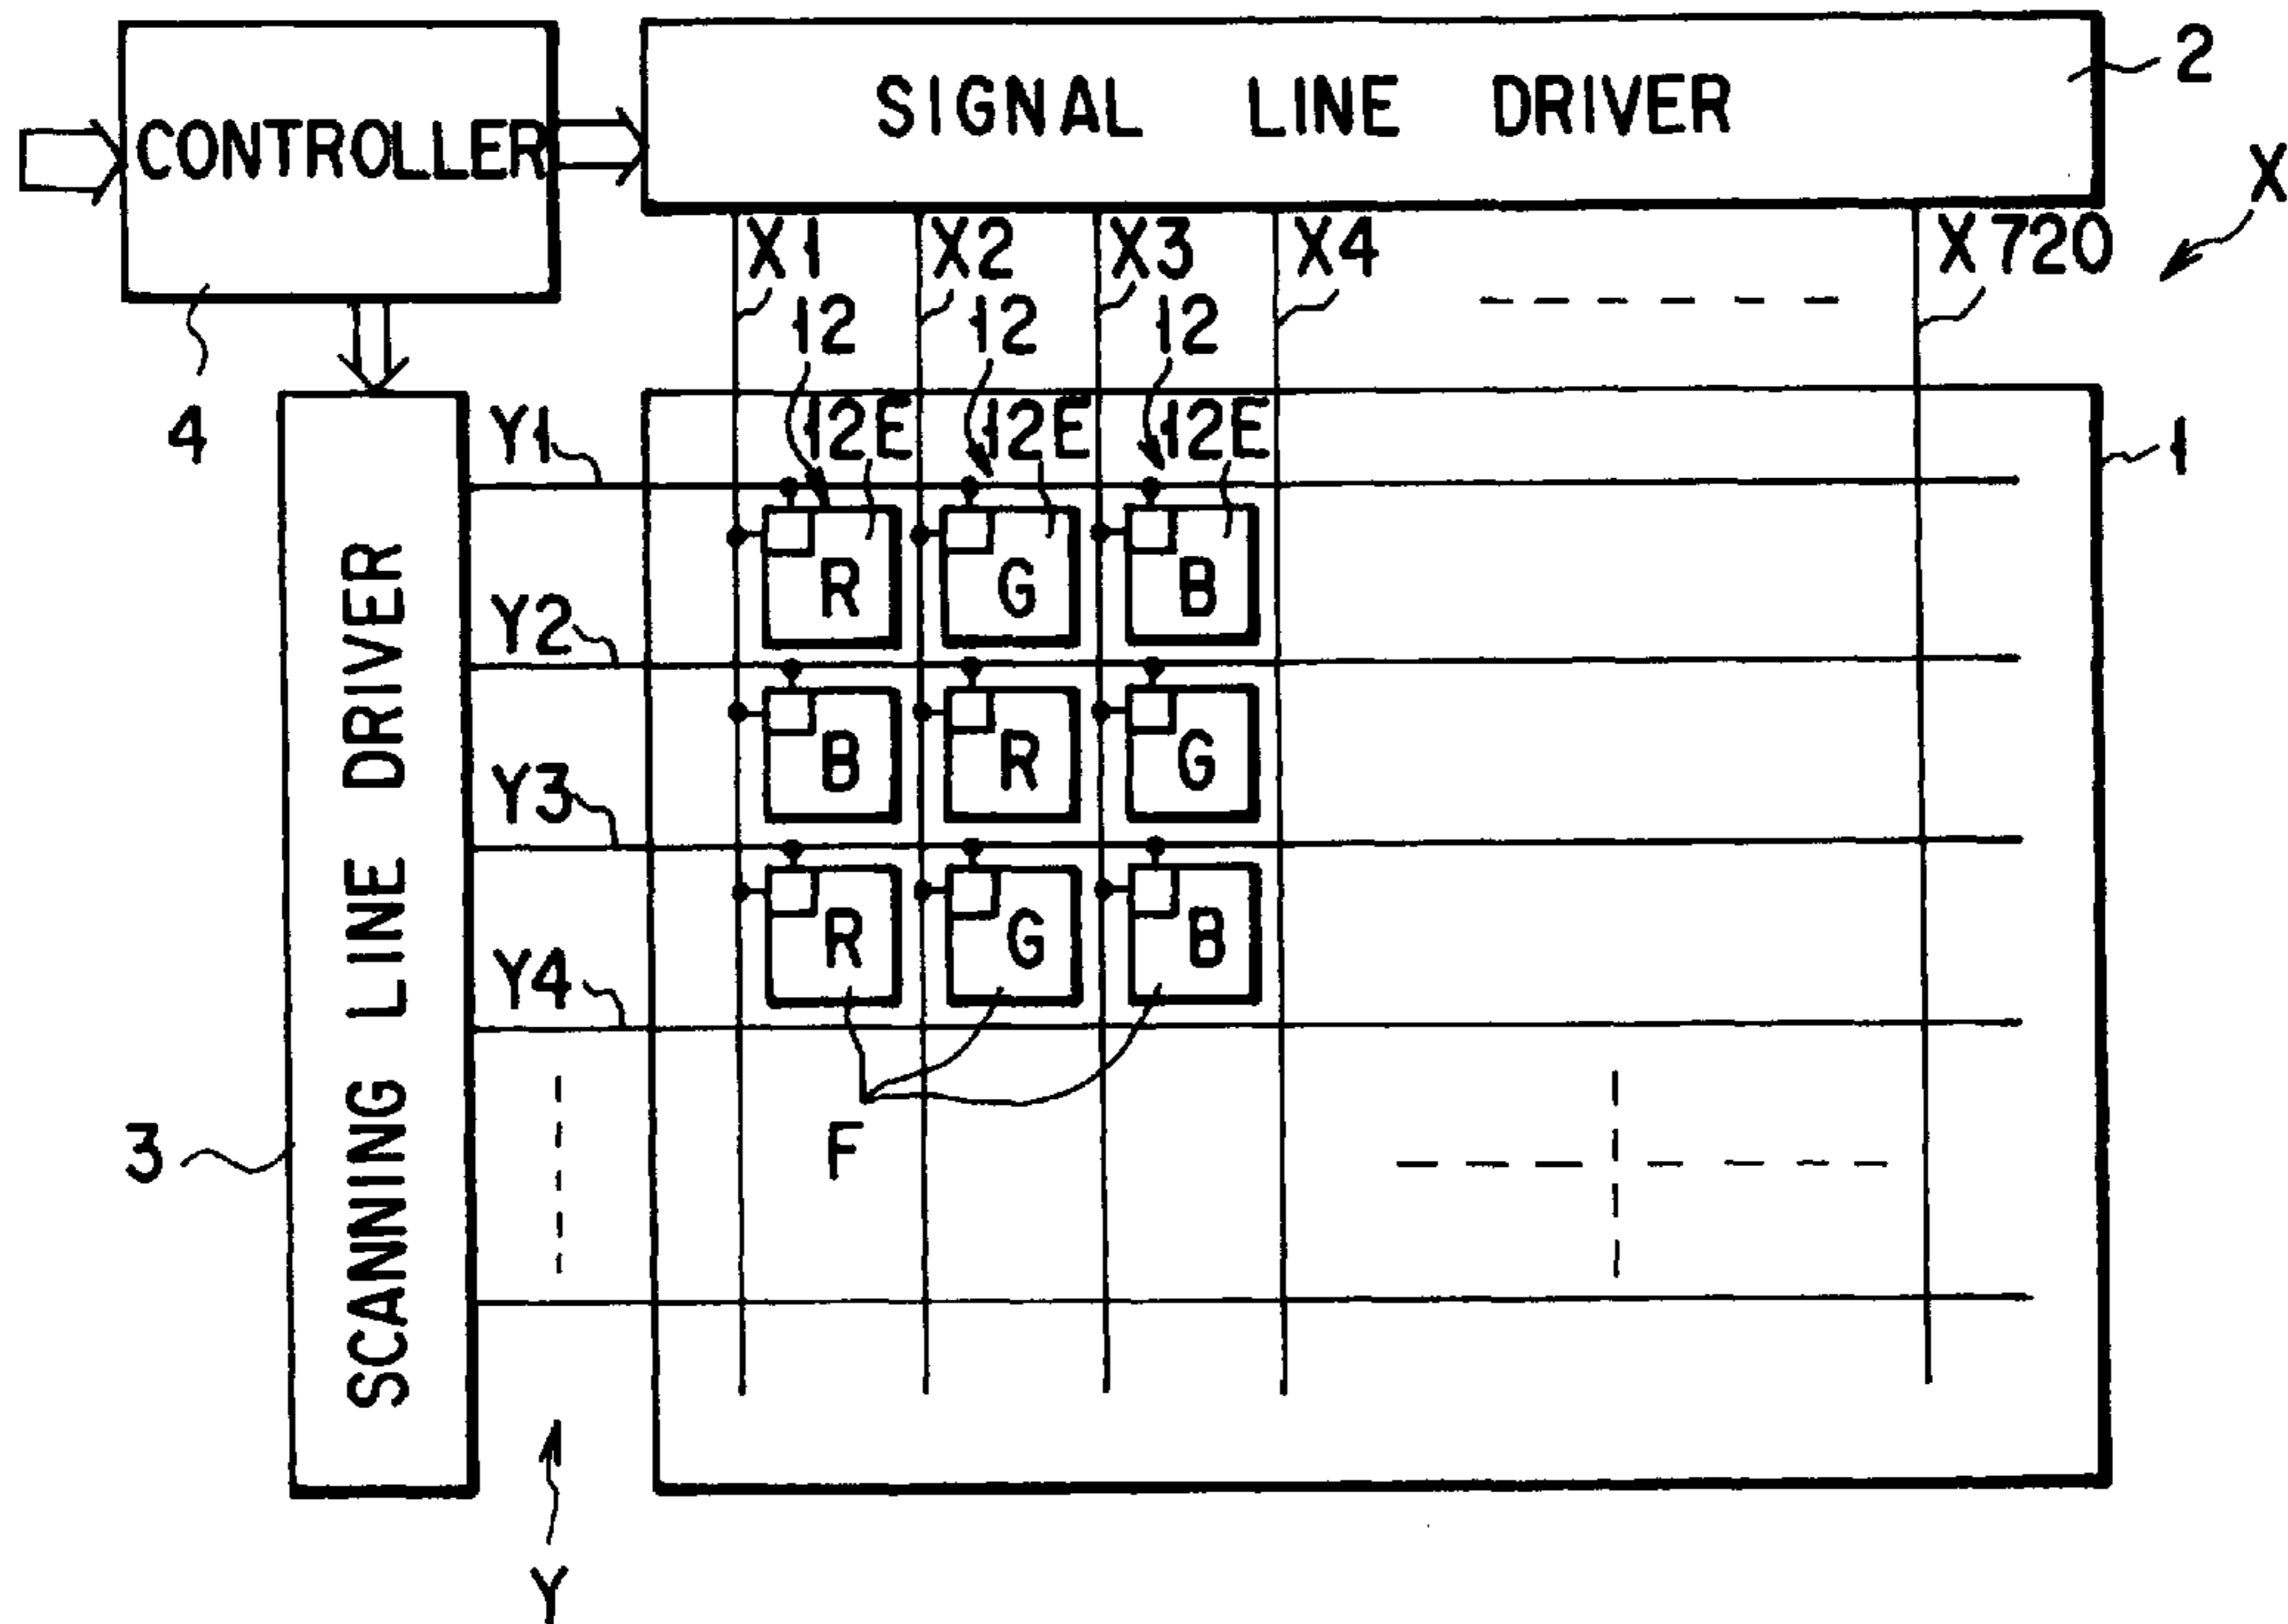 CONTROLLER
SIGNAL LINE DRIVER
2
X
X1 X2 X3 X4 X720
12 12 12
4
Y1
12E 12E 12E
1
R G B
Y2
B R G
Y3
R G B
Y4
F
3
SCANNING LINE DRIVER
Y